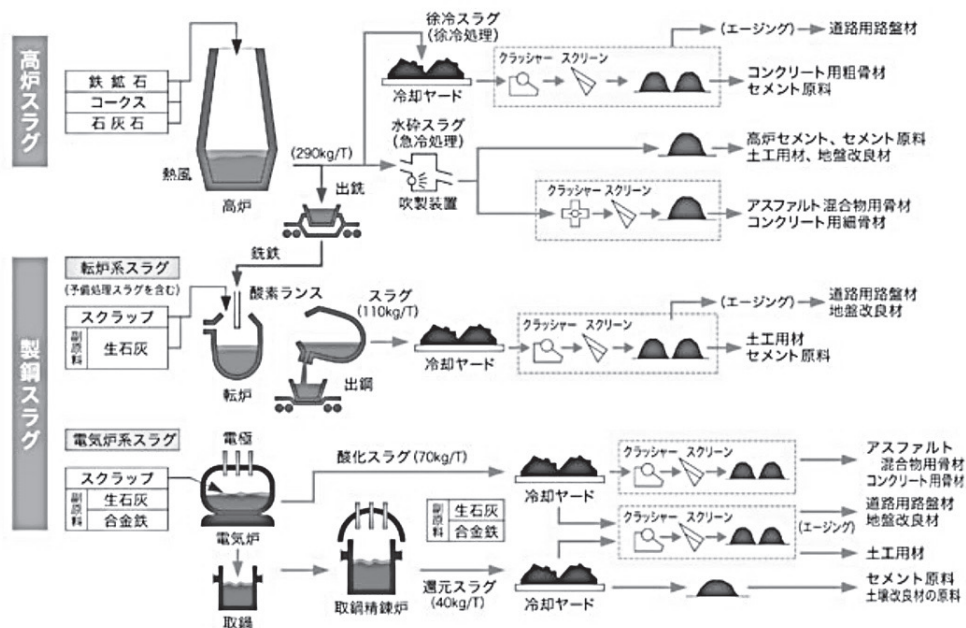 高炉スラグ
鉄鉱石
コークス
石灰石
熱風
高炉
(290kg/T)
出銑
徐冷スラグ
(徐冷処理)
冷却ヤード
クラッシャー スクリーン
(エージング)
道路用路盤材
コンクリート用粗骨材
セメント原料
水砕スラグ
(急冷処理)
吹製装置
高炉セメント、セメント原料
土工用材、地盤改良材
クラッシャー スクリーン
アスファルト混合物用骨材
コンクリート用細骨材
製鋼スラグ
銑鉄
転炉系スラグ
(予備処理スラグを含む)
スクラップ
副原料
生石灰
酸素ランス
転炉
スラグ
(110kg/T)
出鋼
冷却ヤード
クラッシャー スクリーン
(エージング)
道路用路盤材
地盤改良材
土工用材
セメント原料
電気炉系スラグ
スクラップ
副原料
生石灰
合金鉄
電極
電気炉
取鍋
酸化スラグ(70kg/T)
冷却ヤード
クラッシャー スクリーン
アスファルト
混合物用骨材
コンクリート用骨材
副原料
生石灰
合金鉄
取鍋精錬炉
クラッシャー スクリーン
(エージング)
道路用路盤材
地盤改良材
土工用材
還元スラグ
(40kg/T)
冷却ヤード
セメント原料
土壌改良材の原料